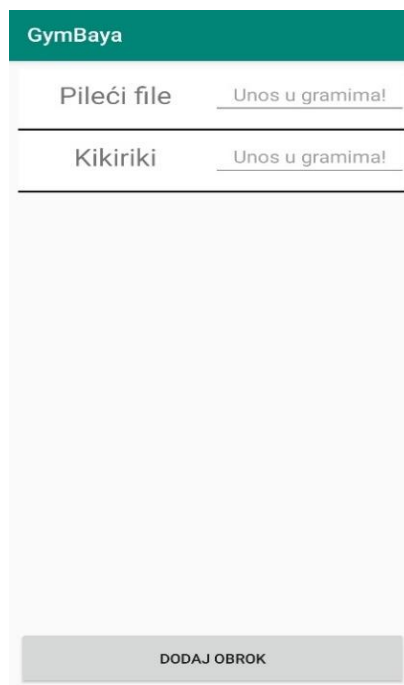 GymBaya
Pileći file Unos u gramima!
Kikiriki Unos u gramima!
DODAJ OBROK